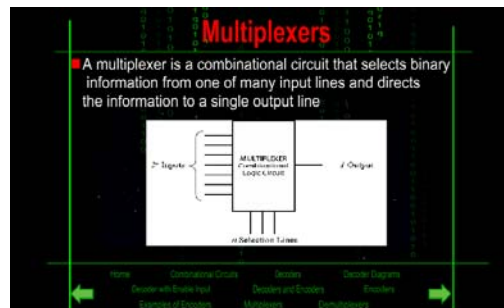 Multiplexers
A multiplexer is a combinational circuit that selects binary
information from one of many input lines and directs
the information to a single output line
2ⁿ Inputs
MULTIPLEXER
Combinational
Logic Circuit
1 Output
n Selection Lines
Home Combinational Circuits Decoders Decoder Diagrams
Decoder with Enable Input Decoders and Encoders Encoders
Examples of Encoders Multiplexers Demultiplexers